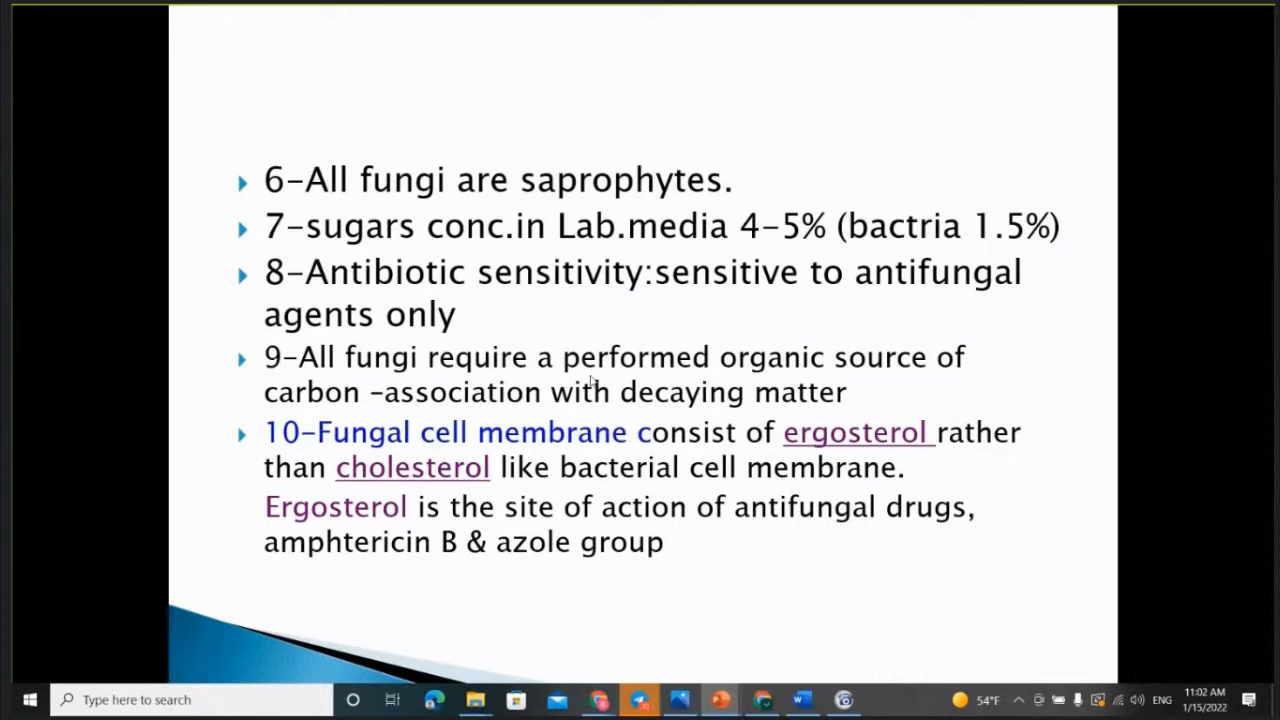 6-All fungi are saprophytes.
7-sugars conc.in Lab.media 4-5% (bactria 1.5%)
8-Antibiotic sensitivity:sensitive to antifungal
agents only
9-All fungi require a performed organic source of
carbon -association with decaying matter
10-Fungal cell membrane consist of ergosterol rather
than cholesterol like bacterial cell membrane.
Ergosterol is the site of action of antifungal drugs,
amphtericin B & azole group
Type here to search
54°F
ENG
11:02 AM
1/15/2022